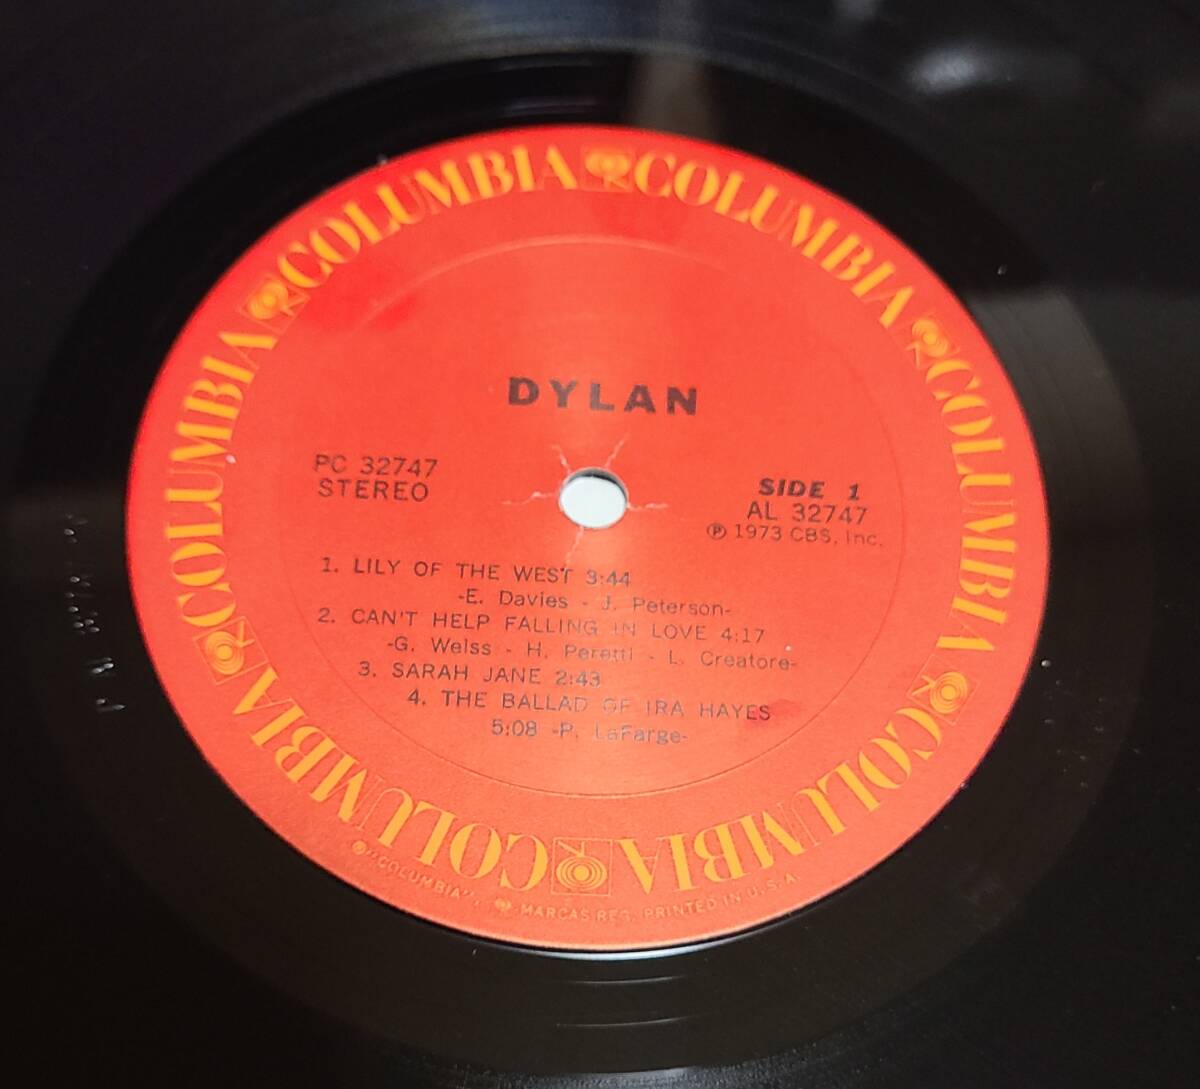 COLUMBIA COLUMBIA COLUMBIA COLUMBIA COLUMBIA COLUMBIA
DYLAN
PC 32747
STEREO
SIDE 1
AL 32747
Ⓟ 1973 CBS, Inc.
1. LILY OF THE WEST 3:44
-E. Davies - J. Peterson-
2. CAN'T HELP FALLING IN LOVE 4:17
-G. Weiss - H. Peretti - L. Creatore-
3. SARAH JANE 2:43
4. THE BALLAD OF IRA HAYES
5:08 -P. LaFarge-
® "COLUMBIA", MARCAS REG. PRINTED IN U.S.A.